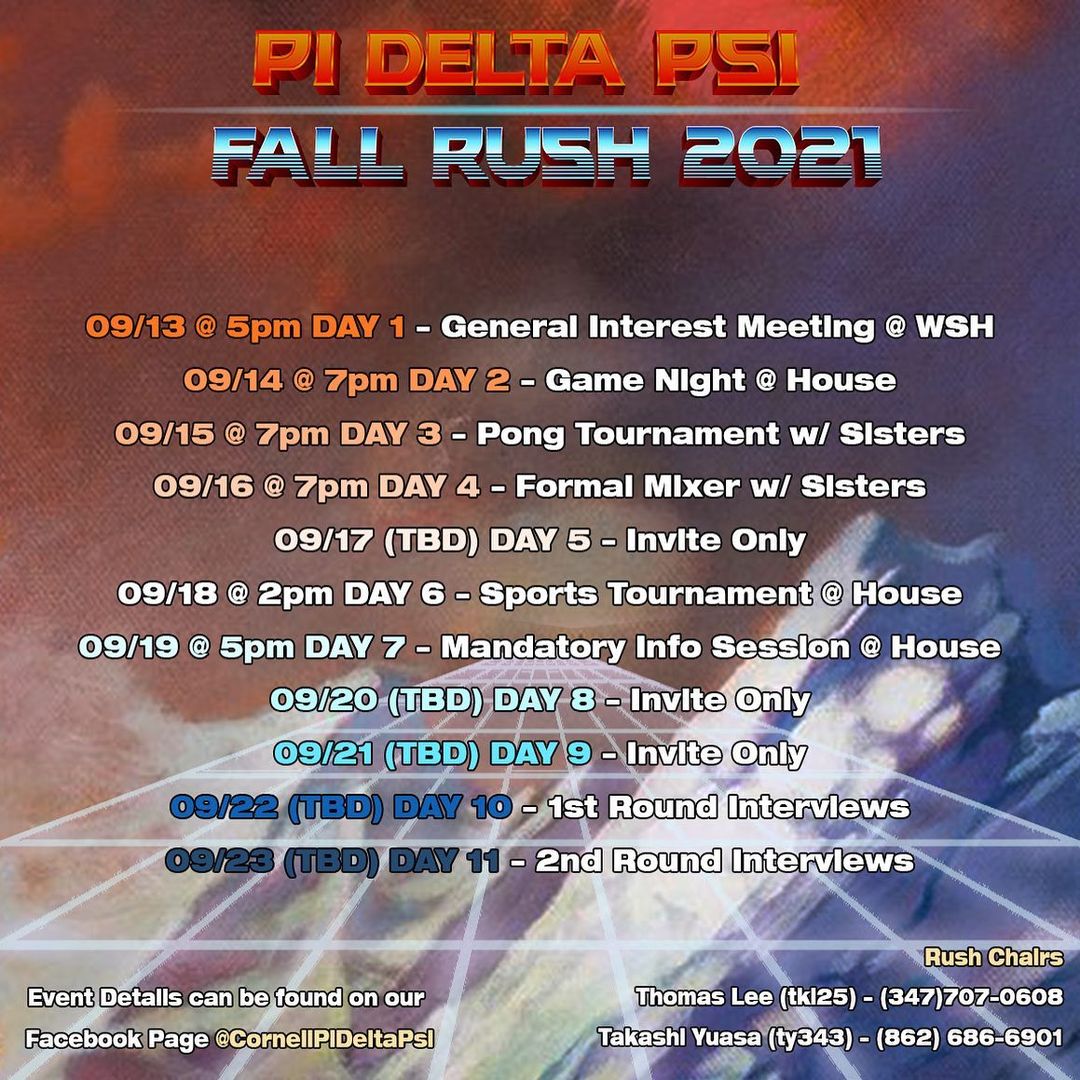 PI DELTA PSI
FALL RUSH 2021
09/13 @ 5pm DAY 1 - General Interest Meeting @ WSH
09/14 @ 7pm DAY 2 - Game Night @ House
09/15 @ 7pm DAY 3 - Pong Tournament w/ Sisters
09/16 @ 7pm DAY 4 - Formal Mixer w/ Sisters
09/17 (TBD) DAY 5 - Invite Only
09/18 @ 2pm DAY 6 - Sports Tournament @ House
09/19 @ 5pm DAY 7 - Mandatory Info Session @ House
09/20 (TBD) DAY 8 - Invite Only
09/21 (TBD) DAY 9 - Invite Only
09/22 (TBD) DAY 10 - 1st Round Interviews
09/23 (TBD) DAY 11 - 2nd Round Interviews
Event Details can be found on our
Facebook Page @CornellPiDeltaPsi
Rush Chairs
Thomas Lee (tkl25) - (347)707-0608
Takashi Yuasa (ty343) - (862) 686-6901